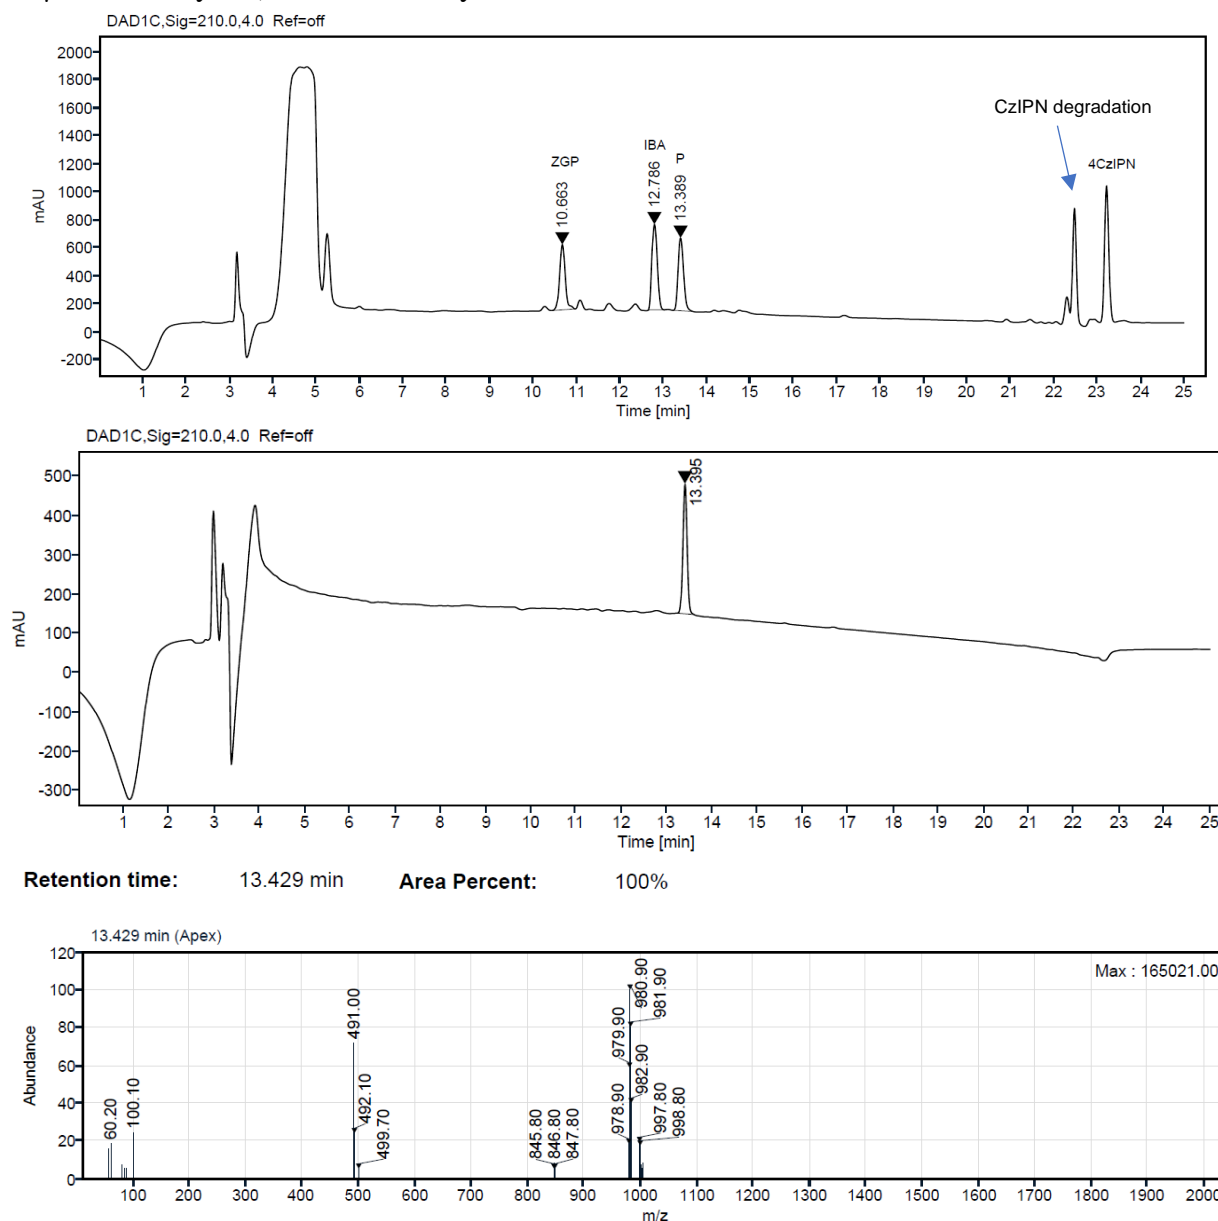 DAD1C,Sig=210.0,4.0 Ref=off
2000
1800
1600
1400
1200
1000
800
600
400
200
0
-200
mAU
ZGP
10.663
IBA
12.786
P
13.389
CzIPN degradation
4CzIPN
1 2 3 4 5 6 7 8 9 10 11 12 13 14 15 16 17 18 19 20 21 22 23 24 25
Time [min]
DAD1C,Sig=210.0,4.0 Ref=off
500
400
300
200
100
0
-100
-200
-300
mAU
13.395
1 2 3 4 5 6 7 8 9 10 11 12 13 14 15 16 17 18 19 20 21 22 23 24 25
Time [min]
Retention time: 13.429 min Area Percent: 100%
13.429 min (Apex)
Max : 165021.00
120
100
80
60
40
20
0
Abundance
60.20
100.10
491.00
492.10
499.70
845.80
846.80
847.80
978.90
979.90
980.90
981.90
982.90
997.80
998.80
100 200 300 400 500 600 700 800 900 1000 1100 1200 1300 1400 1500 1600 1700 1800 1900 2000
m/z